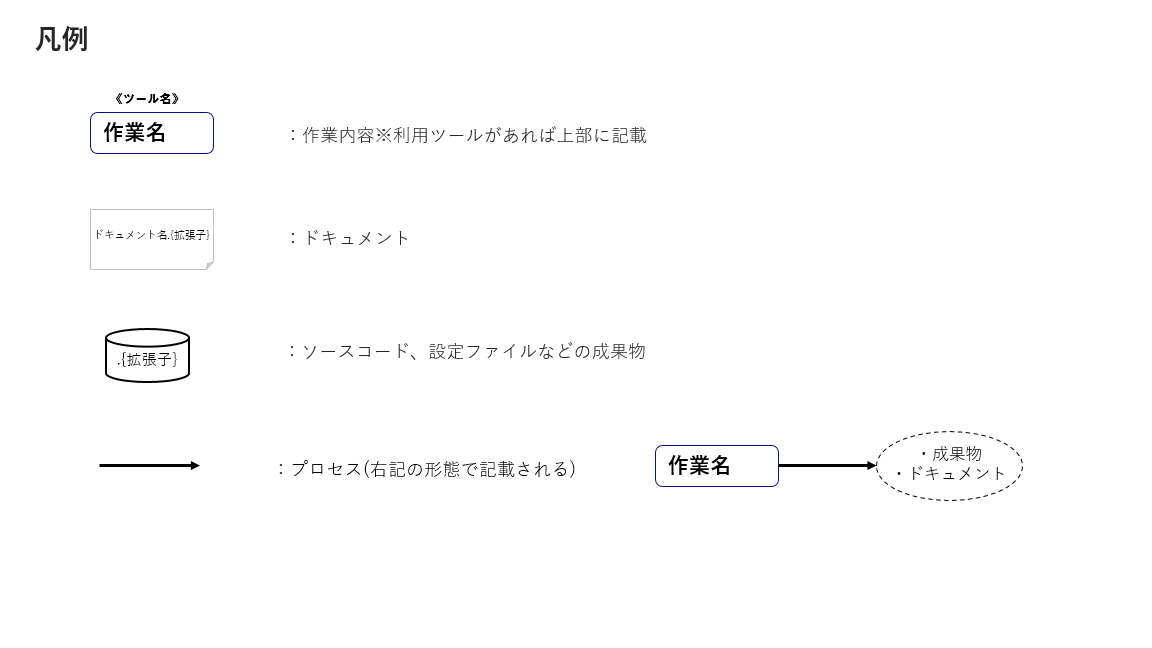 凡例
《ツール名》
作業名
：作業内容※利用ツールがあれば上部に記載
ドキュメント名.{拡張子}
：ドキュメント
.{拡張子}
：ソースコード、設定ファイルなどの成果物
：プロセス(右記の形態で記載される)
作業名
・成果物
・ドキュメント